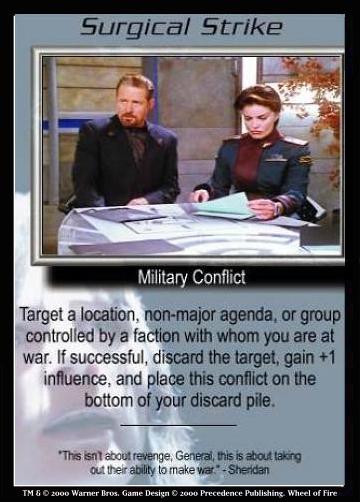 Surgical Strike
Military Conflict
Target a location, non-major agenda, or group
controlled by a faction with whom you are at
war. If successful, discard the target, gain +1
influence, and place this conflict on the
bottom of your discard pile.
"This isn't about revenge, General, this is about taking
out their ability to make war." - Sheridan
TM & © 2000 Warner Bros. Game Design © 2000 Precedence Publishing. Wheel of Fire